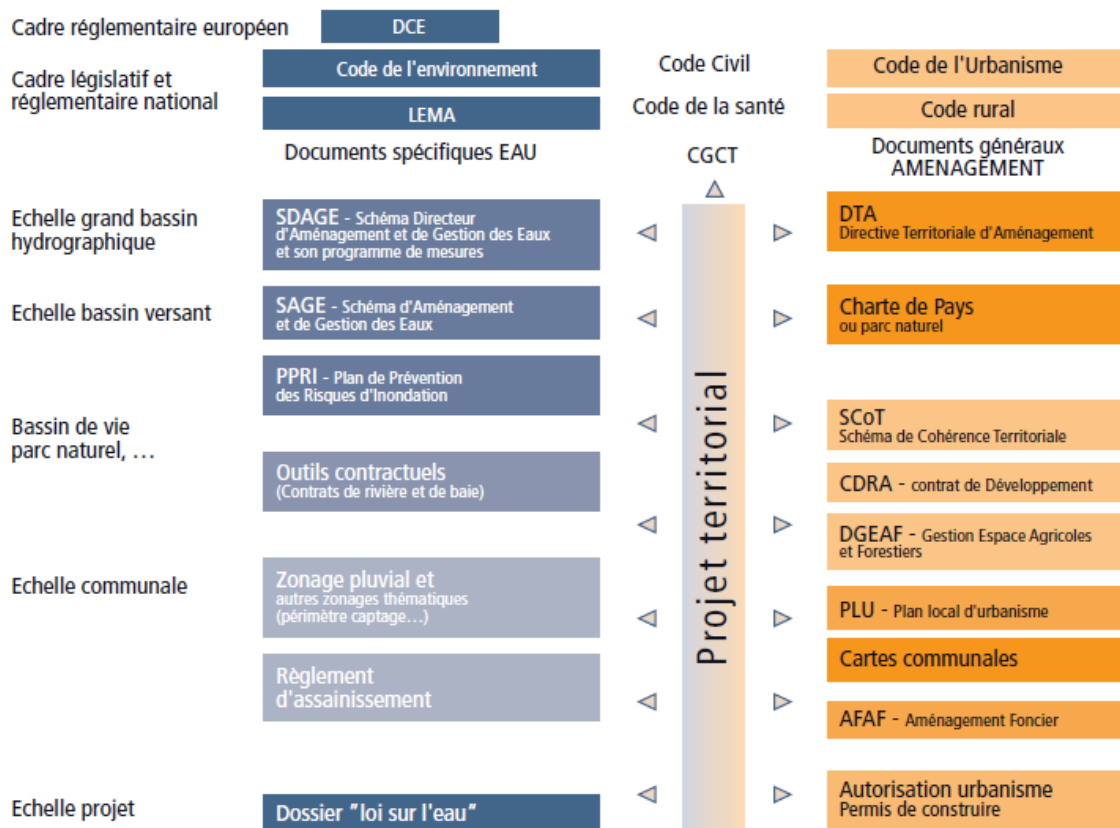 Cadre réglementaire européen
DCE
Cadre législatif et
réglementaire national
Code de l'environnement
Code Civil
Code de l'Urbanisme
LEMA
Code de la santé
Code rural
Documents spécifiques EAU
CGCT
Documents généraux
AMENAGEMENT
Echelle grand bassin
hydrographique
SDAGE - Schéma Directeur
d'Aménagement et de Gestion des Eaux
et son programme de mesures
DTA
Directive Territoriale d'Aménagement
Echelle bassin versant
SAGE - Schéma d'Aménagement
et de Gestion des Eaux
Charte de Pays
ou parc naturel
PPRI - Plan de Prévention
des Risques d'Inondation
Bassin de vie
parc naturel, …
SCoT
Schéma de Cohérence Territoriale
Outils contractuels
(Contrats de rivière et de baie)
CDRA - contrat de Développement
DGEAF - Gestion Espace Agricoles
et Forestiers
Projet territorial
Echelle communale
Zonage pluvial et
autres zonages thématiques
(périmètre captage…)
PLU - Plan local d'urbanisme
Cartes communales
Règlement
d'assainissement
AFAF - Aménagement Foncier
Echelle projet
Dossier "loi sur l'eau"
Autorisation urbanisme
Permis de construire